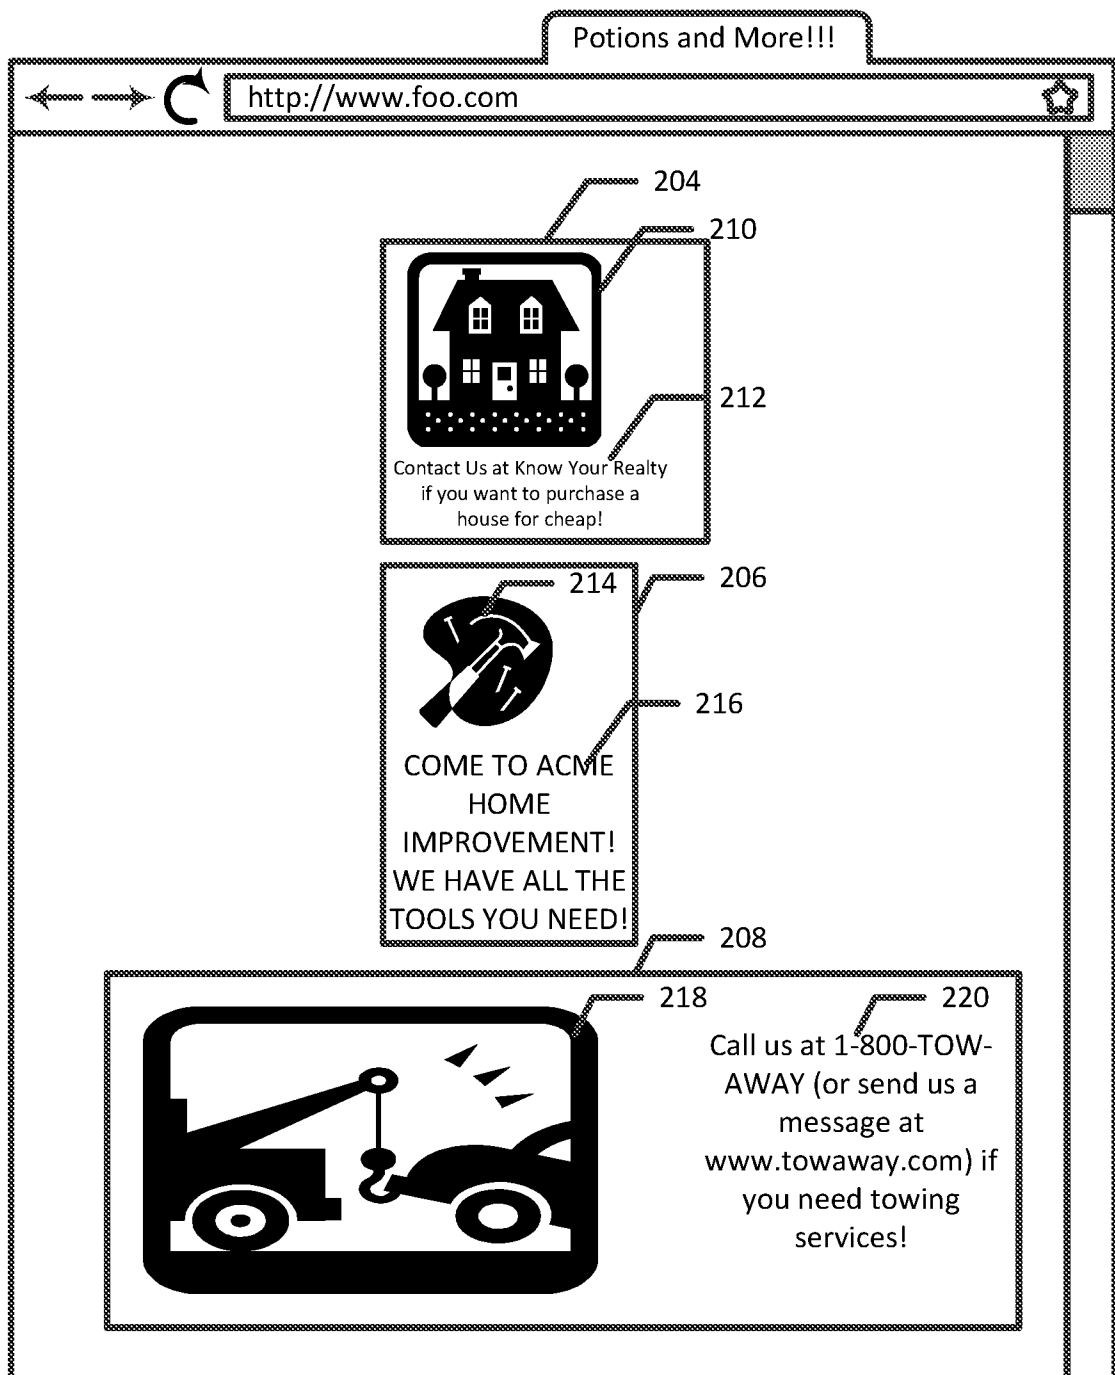 Potions and More!!!
http://www.foo.com
204
210
212
Contact Us at Know Your Realty
if you want to purchase a
house for cheap!
206
214
216
COME TO ACME
HOME
IMPROVEMENT!
WE HAVE ALL THE
TOOLS YOU NEED!
208
218
220
Call us at 1-800-TOW-
AWAY (or send us a
message at
www.towaway.com) if
you need towing
services!